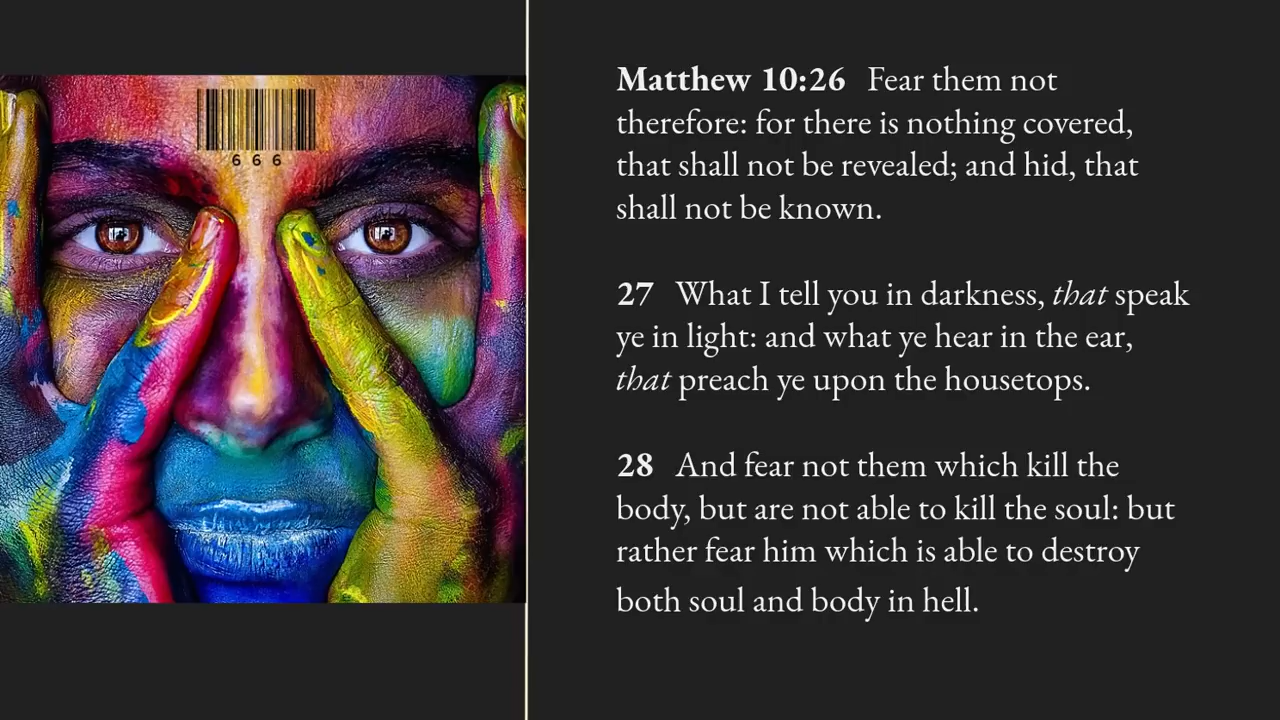 6 6 6
Matthew 10:26 Fear them not
therefore: for there is nothing covered,
that shall not be revealed; and hid, that
shall not be known.
27 What I tell you in darkness, that speak
ye in light: and what ye hear in the ear,
that preach ye upon the housetops.
28 And fear not them which kill the
body, but are not able to kill the soul: but
rather fear him which is able to destroy
both soul and body in hell.